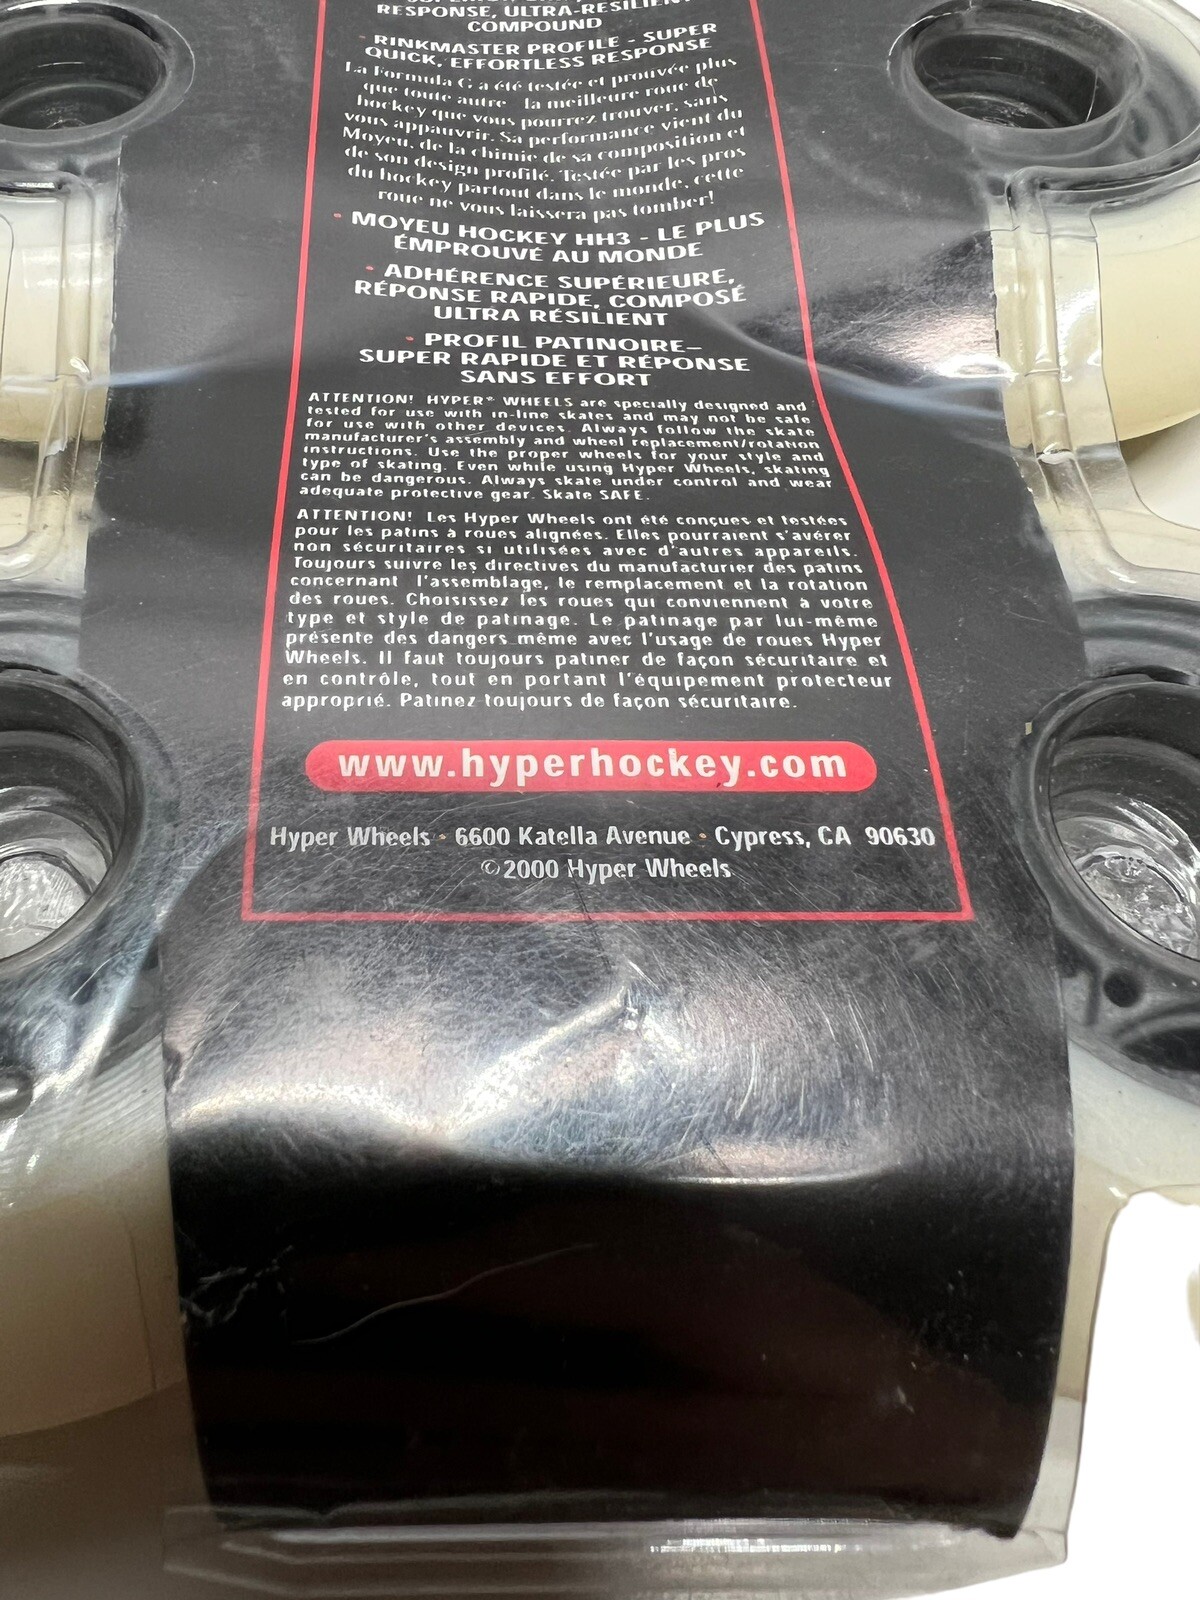 RESPONSE, ULTRA-RESILIENT
COMPOUND
• RINKMASTER PROFILE - SUPER
QUICK, EFFORTLESS RESPONSE
La Formula G a été testée et prouvée plus
que toute autre la meilleure roue de
hockey que vous pourrez trouver, sans
vous appauvrir. Sa performance vient du
Moyeu, de la chimie de sa composition et
de son design profilé. Testée par les pros
du hockey partout dans le monde, cette
roue ne vous laissera pas tomber!
• MOYEU HOCKEY HH3 - LE PLUS
ÉMPROUVÉ AU MONDE
• ADHÉRENCE SUPÉRIEURE,
RÉPONSE RAPIDE, COMPOSÉ
ULTRA RÉSILIENT
• PROFIL PATINOIRE–
SUPER RAPIDE ET RÉPONSE
SANS EFFORT
ATTENTION! HYPER® WHEELS are specially designed and
tested for use with in-line skates and may not be safe
for use with other devices. Always follow the skate
manufacturer's assembly and wheel replacement/rotation
instructions. Use the proper wheels for your style and
type of skating. Even while using Hyper Wheels, skating
can be dangerous. Always skate under control and wear
adequate protective gear. Skate SAFE.
ATTENTION! Les Hyper Wheels ont été conçues et testées
pour les patins à roues alignées. Elles pourraient s'avérer
non sécuritaires si utilisées avec d'autres appareils.
Toujours suivre les directives du manufacturier des patins
concernant l'assemblage, le remplacement et la rotation
des roues. Choisissez les roues qui conviennent à votre
type et style de patinage. Le patinage par lui-même
présente des dangers même avec l'usage de roues Hyper
Wheels. Il faut toujours patiner de façon sécuritaire et
en contrôle, tout en portant l'équipement protecteur
approprié. Patinez toujours de façon sécuritaire.
www.hyperhockey.com
Hyper Wheels • 6600 Katella Avenue • Cypress, CA 90630
©2000 Hyper Wheels